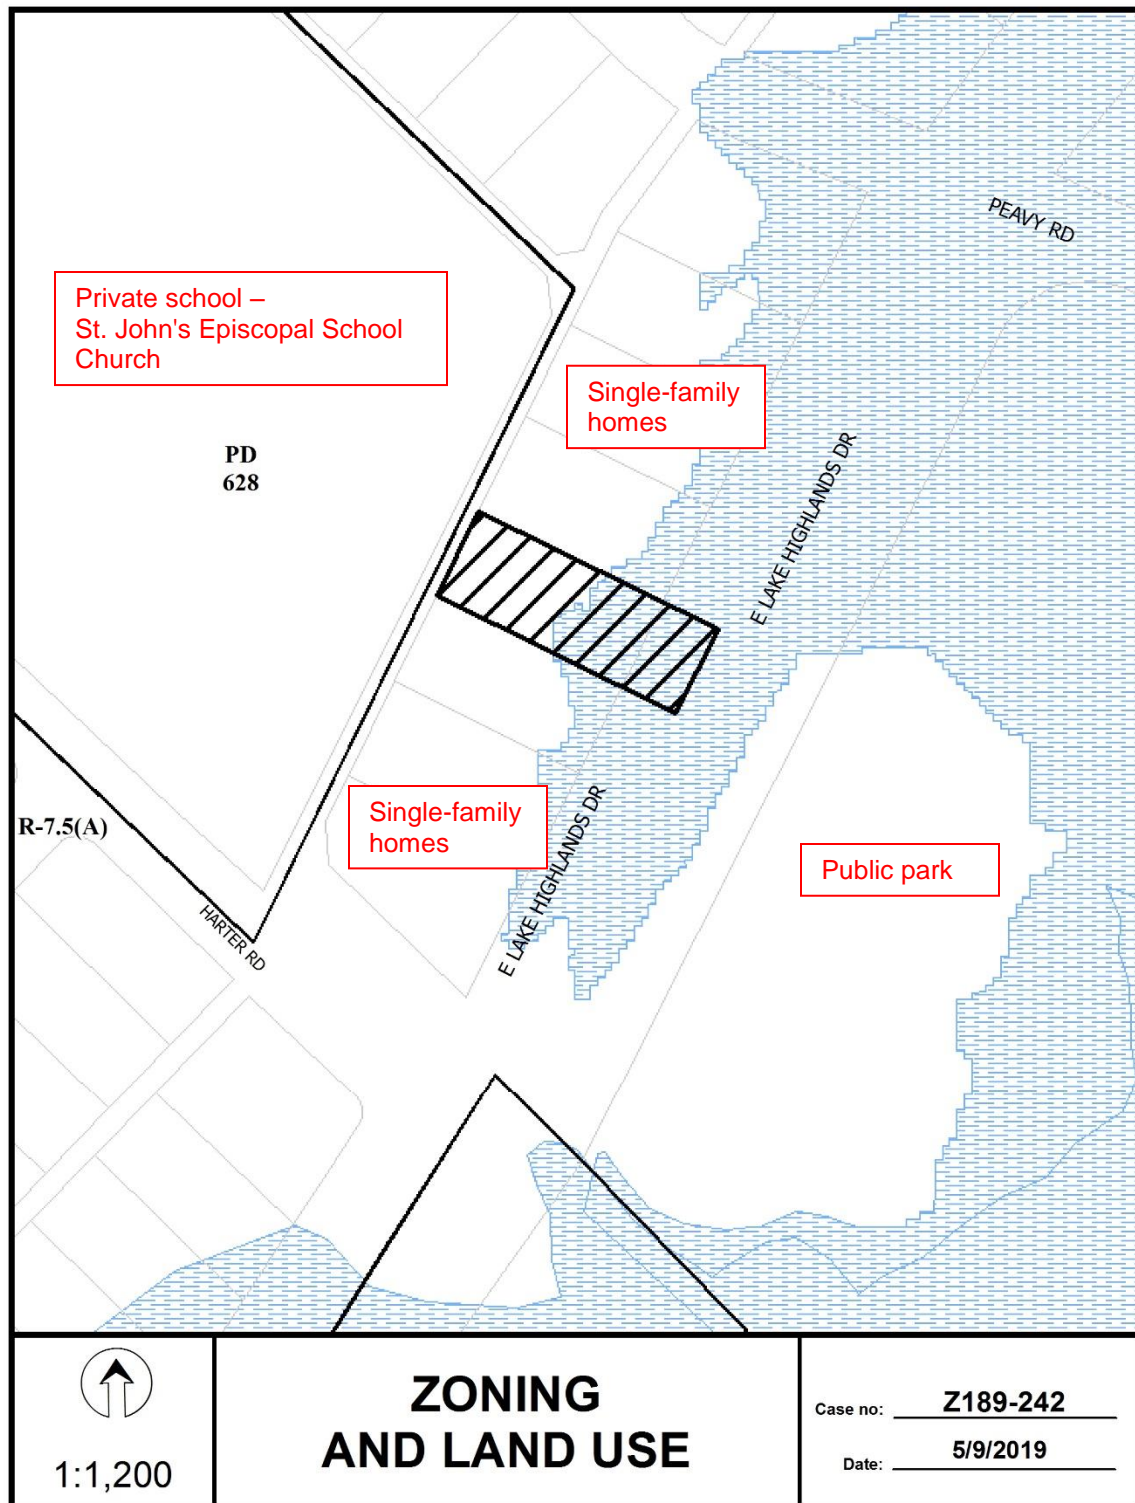 PEAVY RD
Private school –
St. John's Episcopal School
Church
Single-family
homes
PD
628
E LAKE HIGHLANDS DR
Single-family
homes
R-7.5(A)
E LAKE HIGHLANDS DR
Public park
HARTER RD
1:1,200
ZONING
AND LAND USE
Case no: Z189-242
Date: 5/9/2019